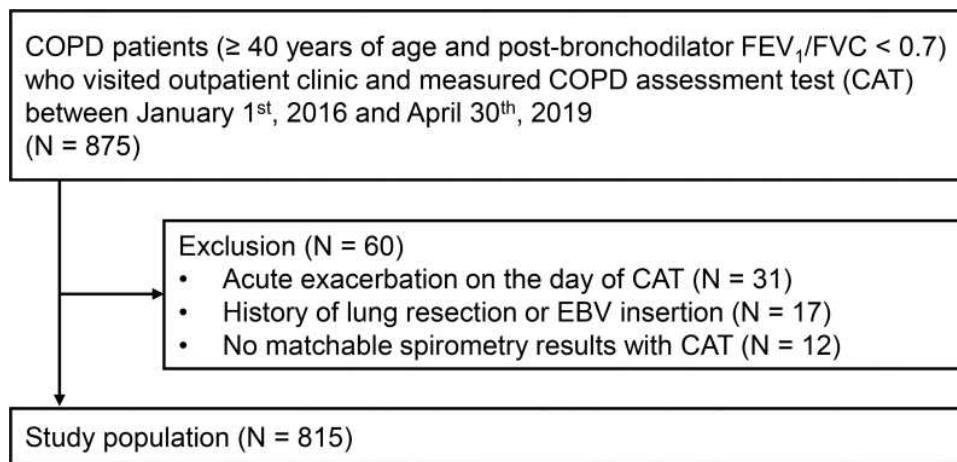 COPD patients (≥ 40 years of age and post-bronchodilator FEV₁/FVC < 0.7)
who visited outpatient clinic and measured COPD assessment test (CAT)
between January 1ˢᵗ, 2016 and April 30ᵗʰ, 2019
(N = 875)
Exclusion (N = 60)
• Acute exacerbation on the day of CAT (N = 31)
• History of lung resection or EBV insertion (N = 17)
• No matchable spirometry results with CAT (N = 12)
Study population (N = 815)